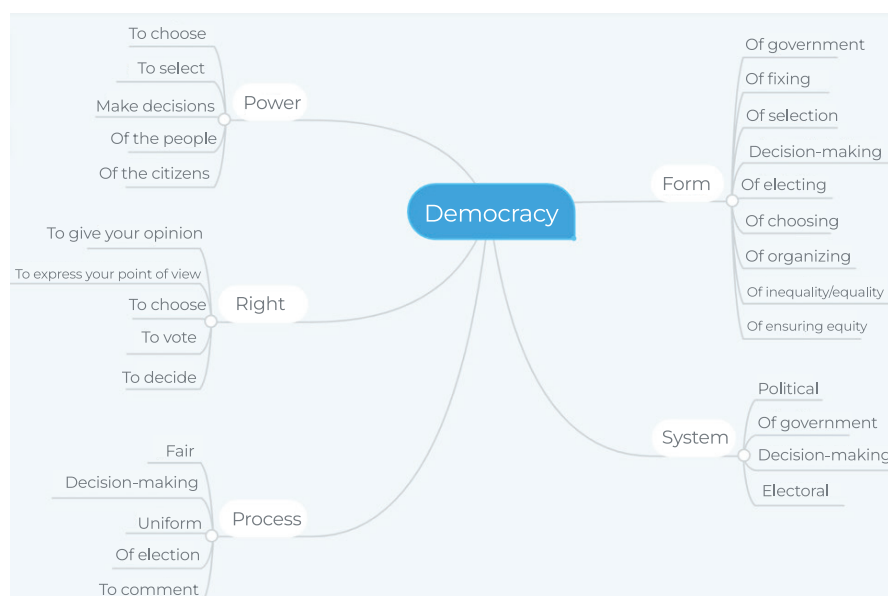 Democracy
Power
To choose
To select
Make decisions
Of the people
Of the citizens
Right
To give your opinion
To express your point of view
To choose
To vote
To decide
Process
Fair
Decision-making
Uniform
Of election
To comment
Form
Of government
Of fixing
Of selection
Decision-making
Of electing
Of choosing
Of organizing
Of inequality/equality
Of ensuring equity
System
Political
Of government
Decision-making
Electoral